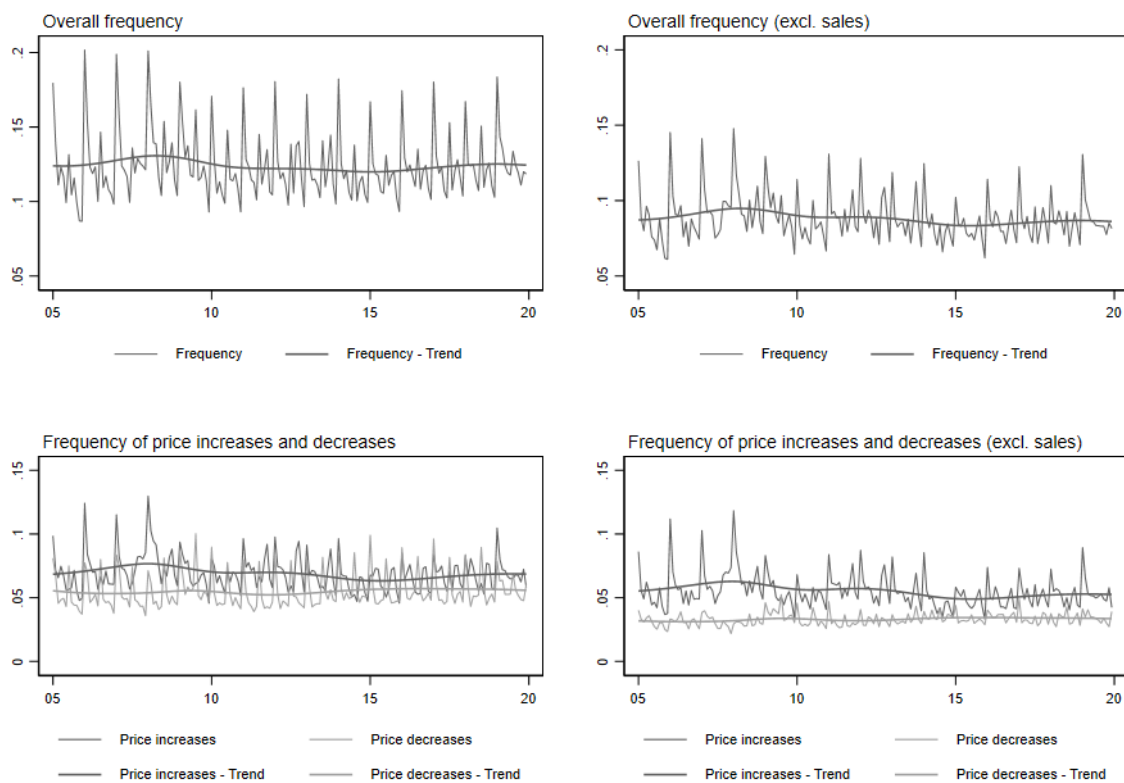 Overall frequency
.2
.15
.1
.05
05 10 15 20
Frequency Frequency - Trend
Overall frequency (excl. sales)
.2
.15
.1
.05
05 10 15 20
Frequency Frequency - Trend
Frequency of price increases and decreases
.15
.1
.05
0
05 10 15 20
Price increases Price decreases
Price increases - Trend Price decreases - Trend
Frequency of price increases and decreases (excl. sales)
.15
.1
.05
0
05 10 15 20
Price increases Price decreases
Price increases - Trend Price decreases - Trend